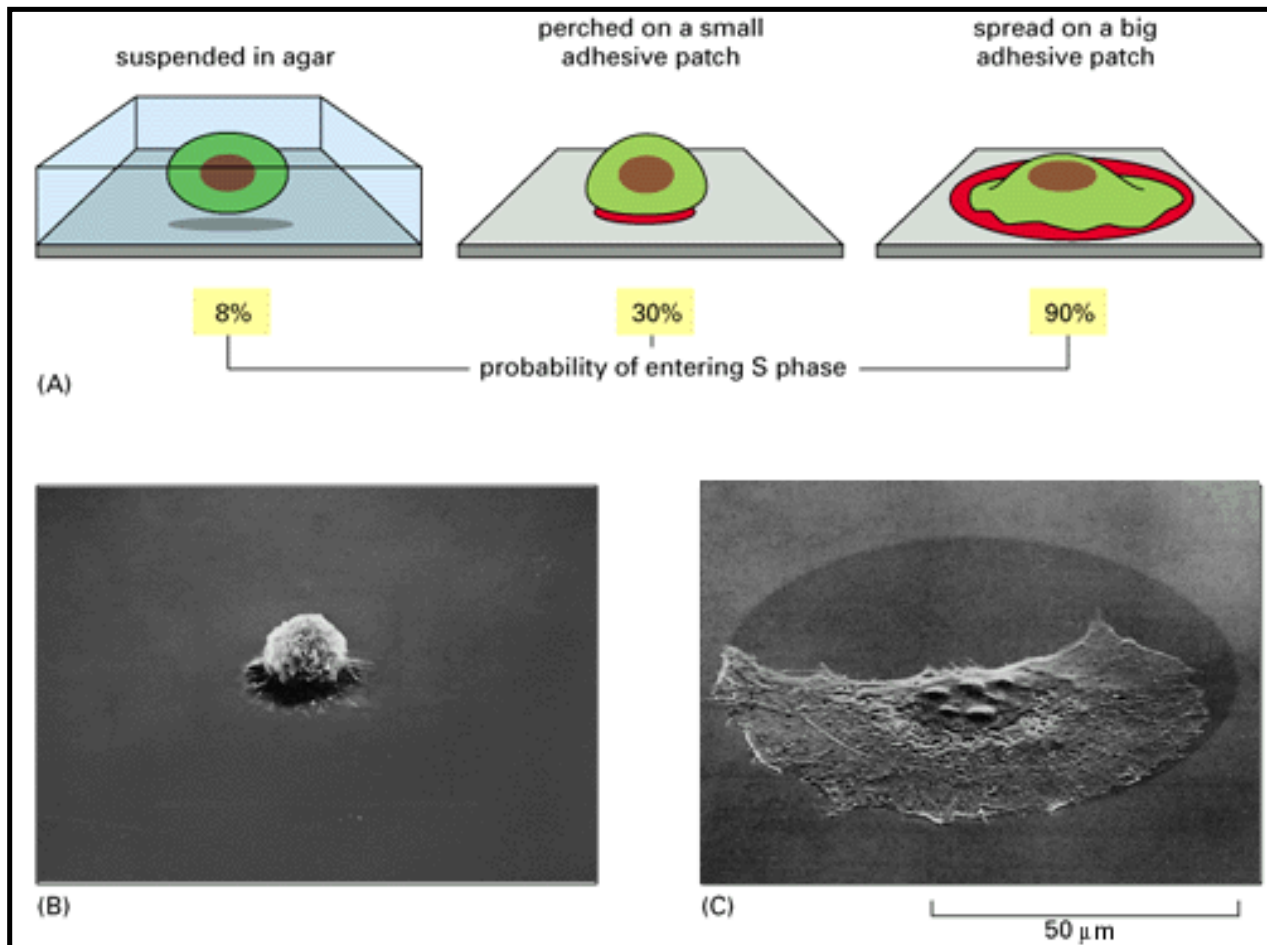 suspended in agar
perched on a small
adhesive patch
spread on a big
adhesive patch
8%
30%
90%
probability of entering S phase
(A)
(B)
(C)
50 μm